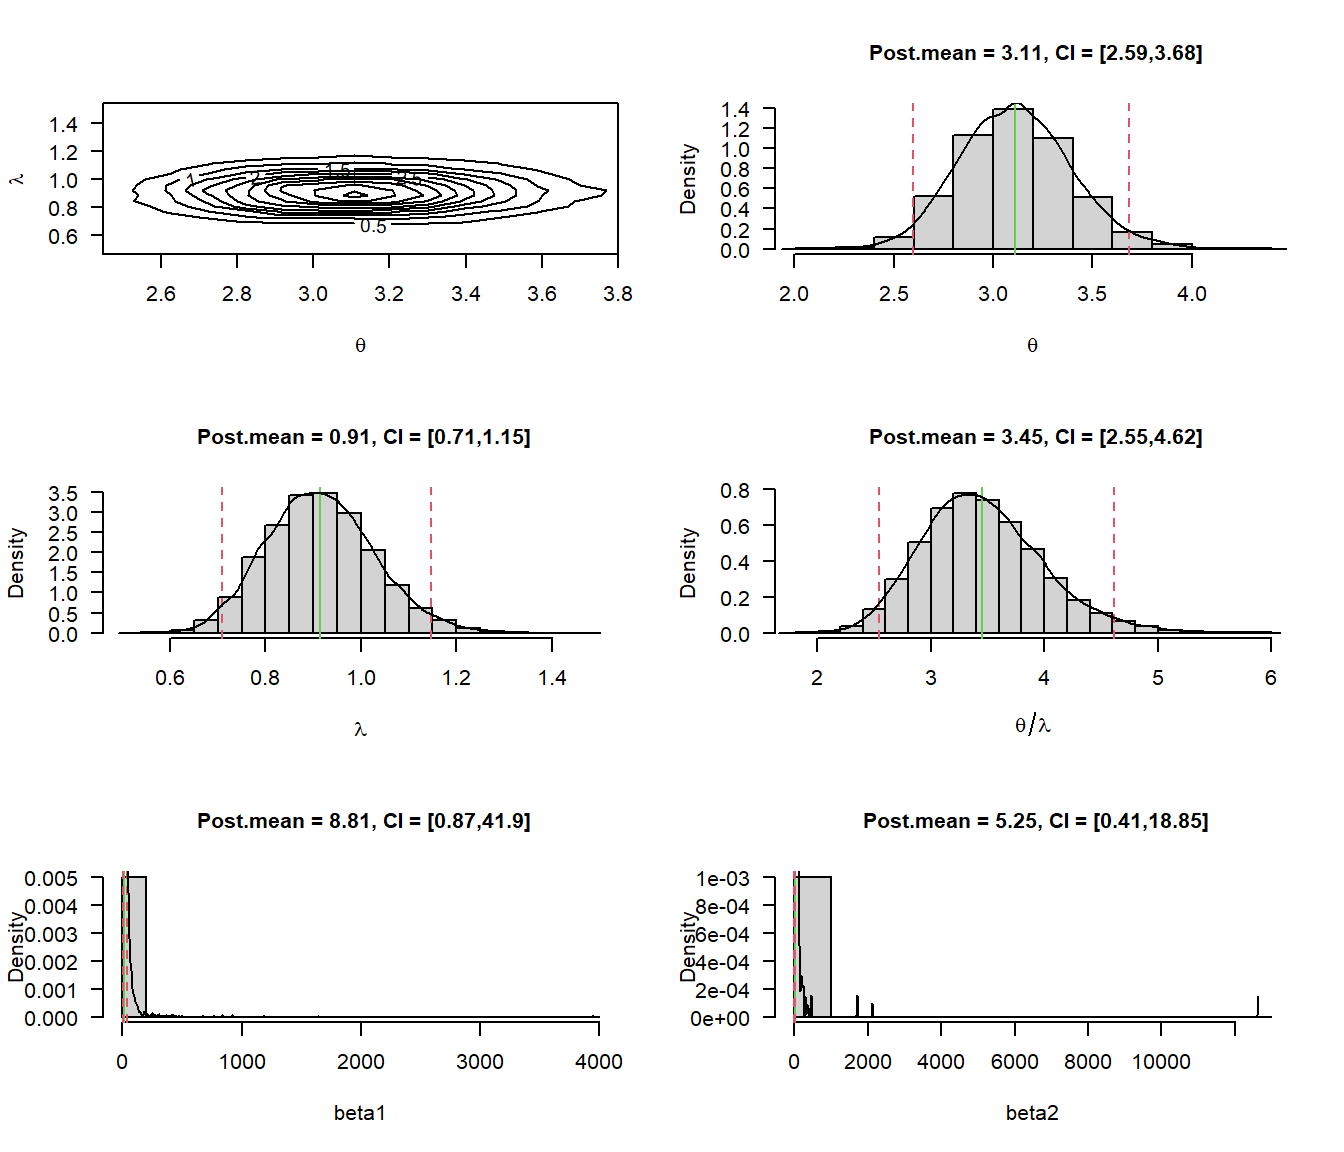 λ
1.4
1.2
1.0
0.8
0.6
1
2
1.5
2.5
0.5
2.6 2.8 3.0 3.2 3.4 3.6 3.8
θ
Post.mean = 3.11, CI = [2.59,3.68]
Density
1.4
1.2
1.0
0.8
0.6
0.4
0.2
0.0
2.0 2.5 3.0 3.5 4.0
θ
Post.mean = 0.91, CI = [0.71,1.15]
Density
3.5
3.0
2.5
2.0
1.5
1.0
0.5
0.0
0.6 0.8 1.0 1.2 1.4
λ
Post.mean = 3.45, CI = [2.55,4.62]
Density
0.8
0.6
0.4
0.2
0.0
2 3 4 5 6
θ/λ
Post.mean = 8.81, CI = [0.87,41.9]
Density
0.005
0.004
0.003
0.002
0.001
0.000
0 1000 2000 3000 4000
beta1
Post.mean = 5.25, CI = [0.41,18.85]
Density
1e-03
8e-04
6e-04
4e-04
2e-04
0e+00
0 2000 4000 6000 8000 10000
beta2